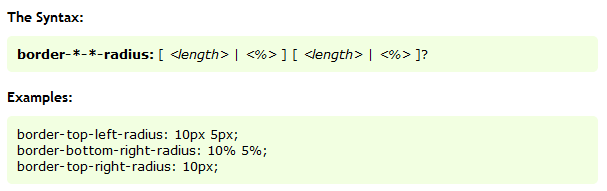 The Syntax:
border-*-*-radius: [ <length> | <%> ] [ <length> | <%> ]?
Examples:
border-top-left-radius: 10px 5px;
border-bottom-right-radius: 10% 5%;
border-top-right-radius: 10px;